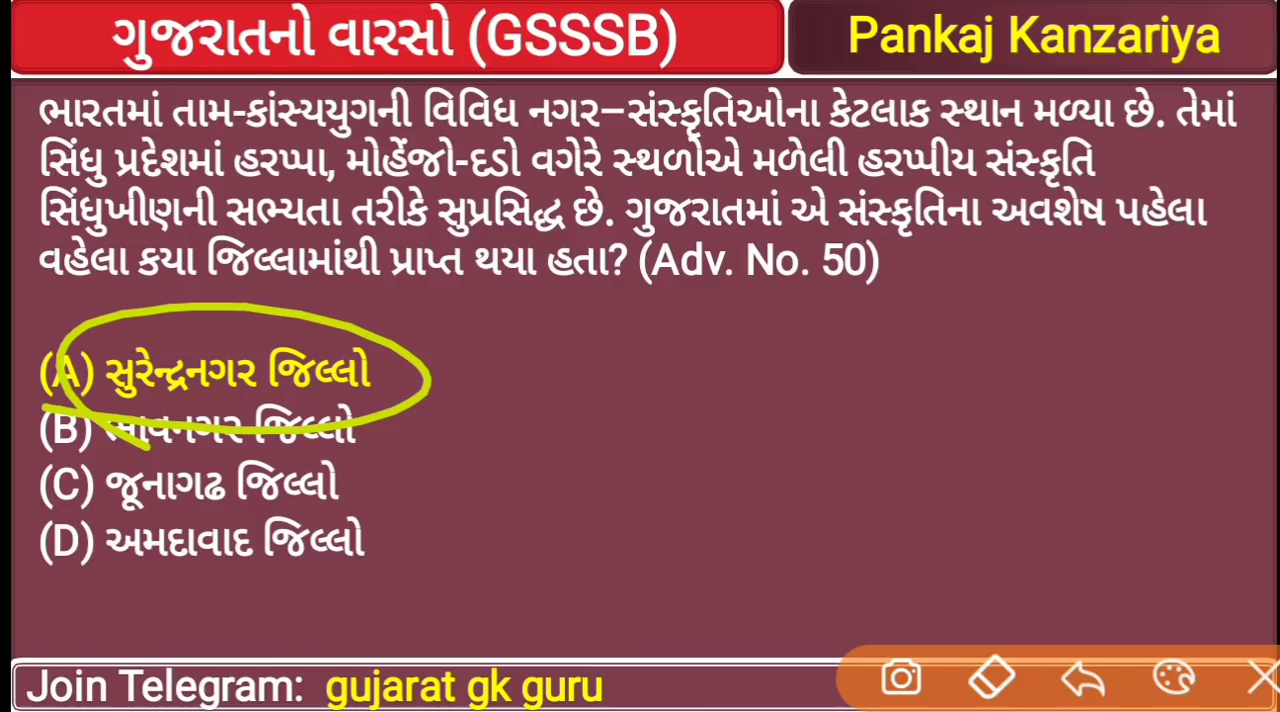 ગુજરાતનો વારસો (GSSSB)
Pankaj Kanzariya
ભારતમાં તામ-કાંસ્યયુગની વિવિધ નગર–સંસ્કૃતિઓના કેટલાક સ્થાન મળ્યા છે. તેમાં
સિંધુ પ્રદેશમાં હરપ્પા, મોહેંજો-દડો વગેરે સ્થળોએ મળેલી હરપ્પીય સંસ્કૃતિ
સિંધુખીણની સભ્યતા તરીકે સુપ્રસિદ્ધ છે. ગુજરાતમાં એ સંસ્કૃતિના અવશેષ પહેલા
વહેલા કયા જિલ્લામાંથી પ્રાપ્ત થયા હતા? (Adv. No. 50)
(A) સુરેન્દ્રનગર જિલ્લો
(B) ભાવનગર જિલ્લો
(C) જૂનાગઢ જિલ્લો
(D) અમદાવાદ જિલ્લો
Join Telegram: gujarat gk guru